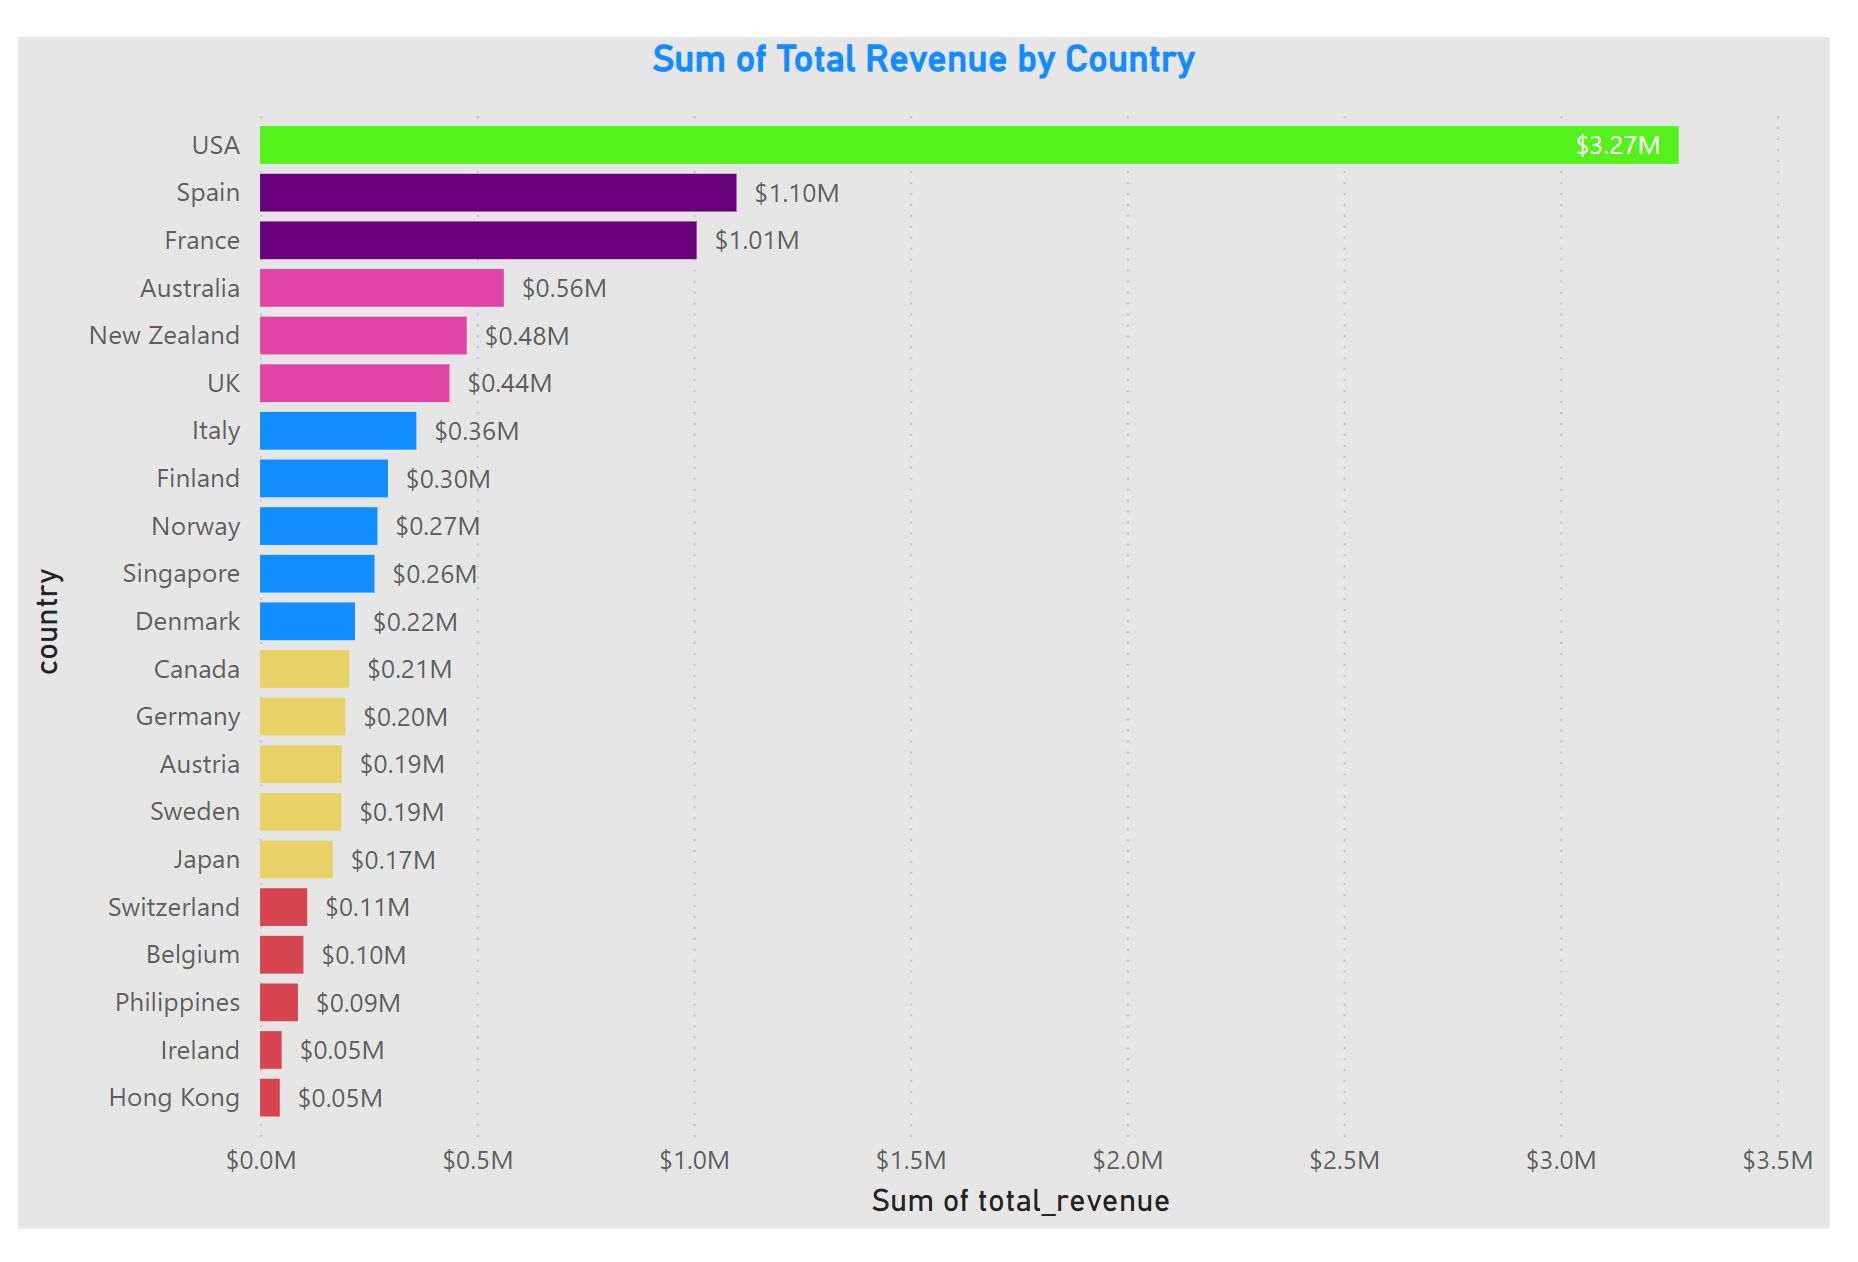 Sum of Total Revenue by Country
USA $3.27M
Spain $1.10M
France $1.01M
Australia $0.56M
New Zealand $0.48M
UK $0.44M
Italy $0.36M
Finland $0.30M
Norway $0.27M
Singapore $0.26M
Denmark $0.22M
Canada $0.21M
Germany $0.20M
Austria $0.19M
Sweden $0.19M
Japan $0.17M
Switzerland $0.11M
Belgium $0.10M
Philippines $0.09M
Ireland $0.05M
Hong Kong $0.05M
country
$0.0M $0.5M $1.0M $1.5M $2.0M $2.5M $3.0M $3.5M
Sum of total_revenue